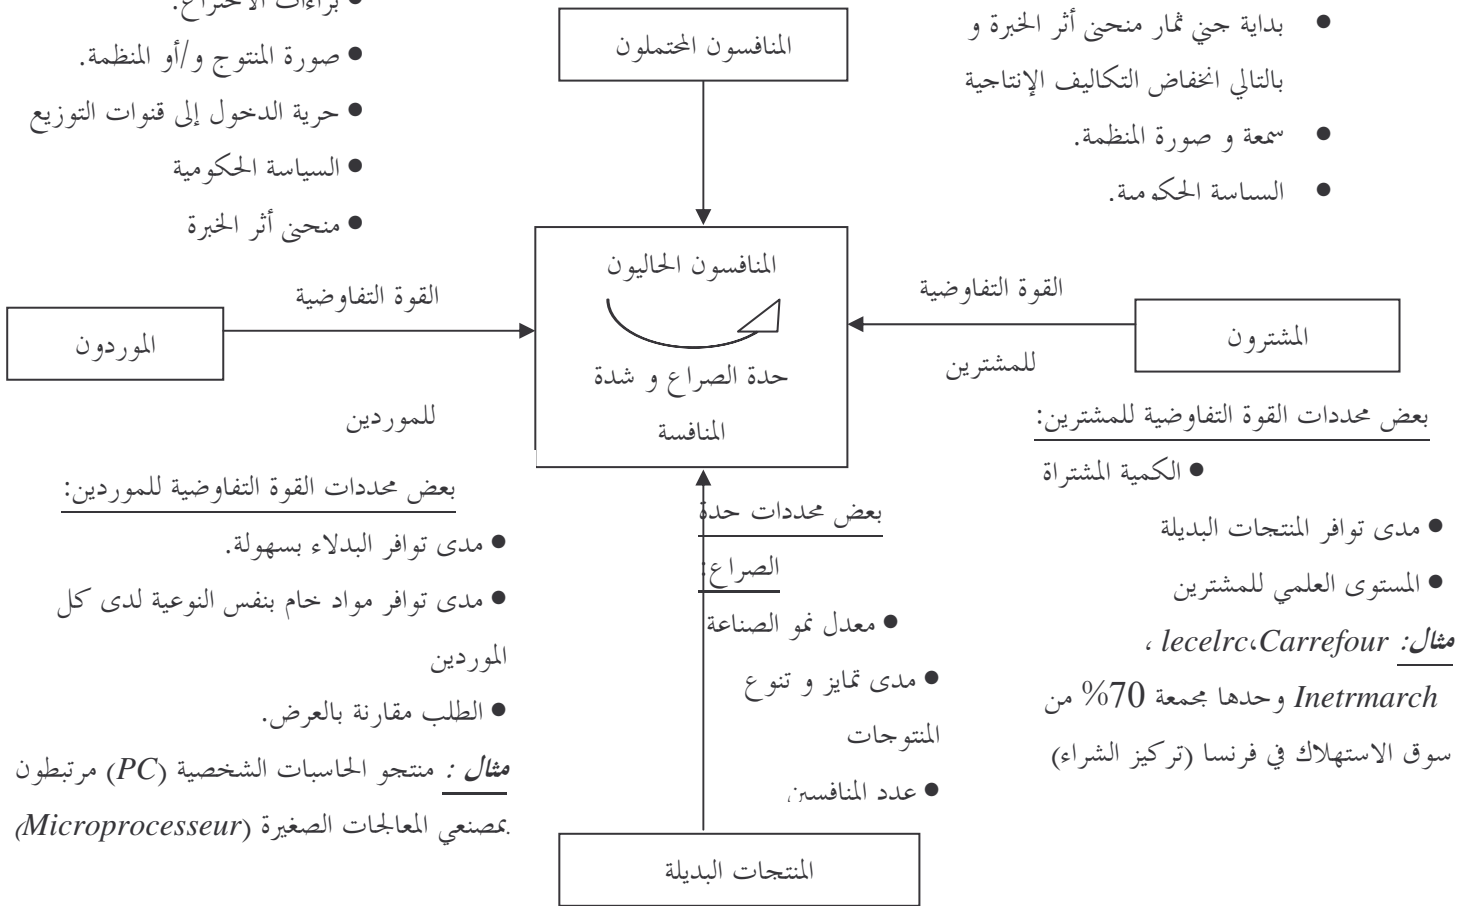 براءات الاختراع.
● صورة المنتوج و/أو المنظمة.
● حرية الدخول إلى قنوات التوزيع
● السياسة الحكومية
● منحنى أثر الخبرة
المنافسون المحتملون
● بداية جني ثمار منحنى أثر الخبرة و
بالتالي انخفاض التكاليف الإنتاجية
● سمعة و صورة المنظمة.
● السياسة الحكومية.
المنافسون الحاليون
حدة الصراع و شدة
المنافسة
القوة التفاوضية
للمشترين
المشترون
القوة التفاوضية
للموردين
الموردون
بعض محددات القوة التفاوضية للمشترين:
● الكمية المشتراة
● مدى توافر المنتجات البديلة
● المستوى العلمي للمشترين
مثال: Carrefour، lecelrc ،
Inetrmarch وحدها مجمعة 70% من
سوق الاستهلاك في فرنسا (تركيز الشراء)
بعض محددات حدة
الصراع:
● معدل نمو الصناعة
● مدى تمايز و تنوع
المنتوجات
● عدد المنافسين
بعض محددات القوة التفاوضية للموردين:
● مدى توافر البدلاء بسهولة.
● مدى توافر مواد خام بنفس النوعية لدى كل
الموردين
● الطلب مقارنة بالعرض.
مثال : منتجو الحاسبات الشخصية (PC) مرتبطون
بمصنعي المعالجات الصغيرة (Microprocesseur)
المنتجات البديلة